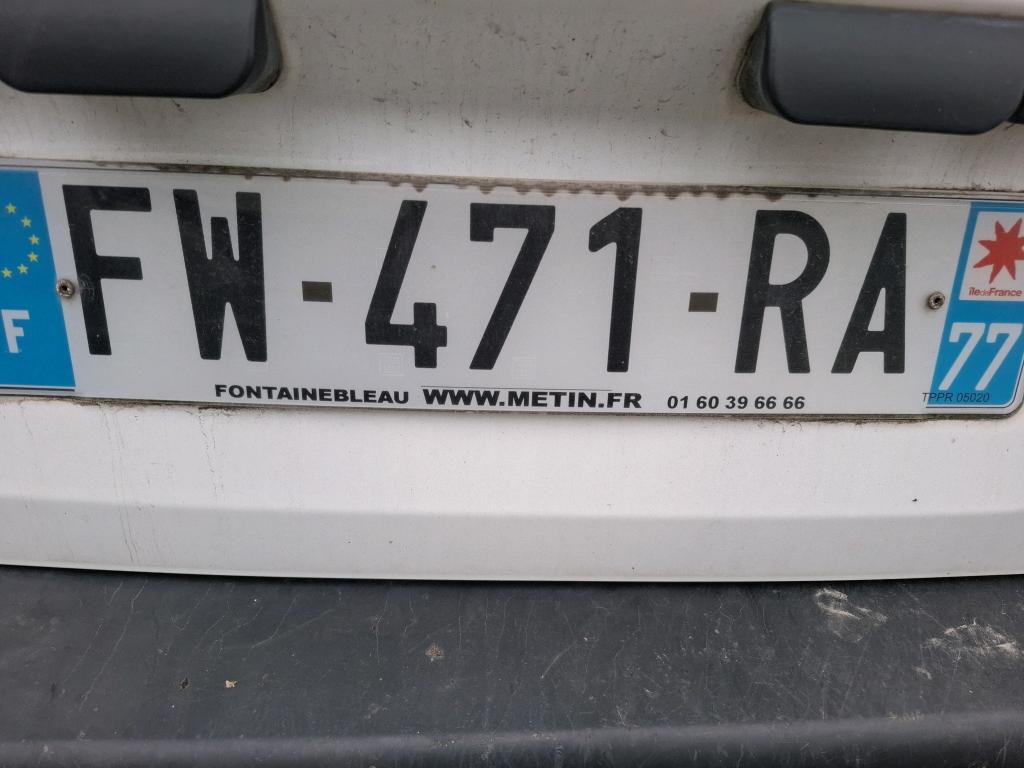 F
FW-471-RA
îledeFrance
77
FONTAINEBLEAU WWW.METIN.FR 01 60 39 66 66
TPPR 05020